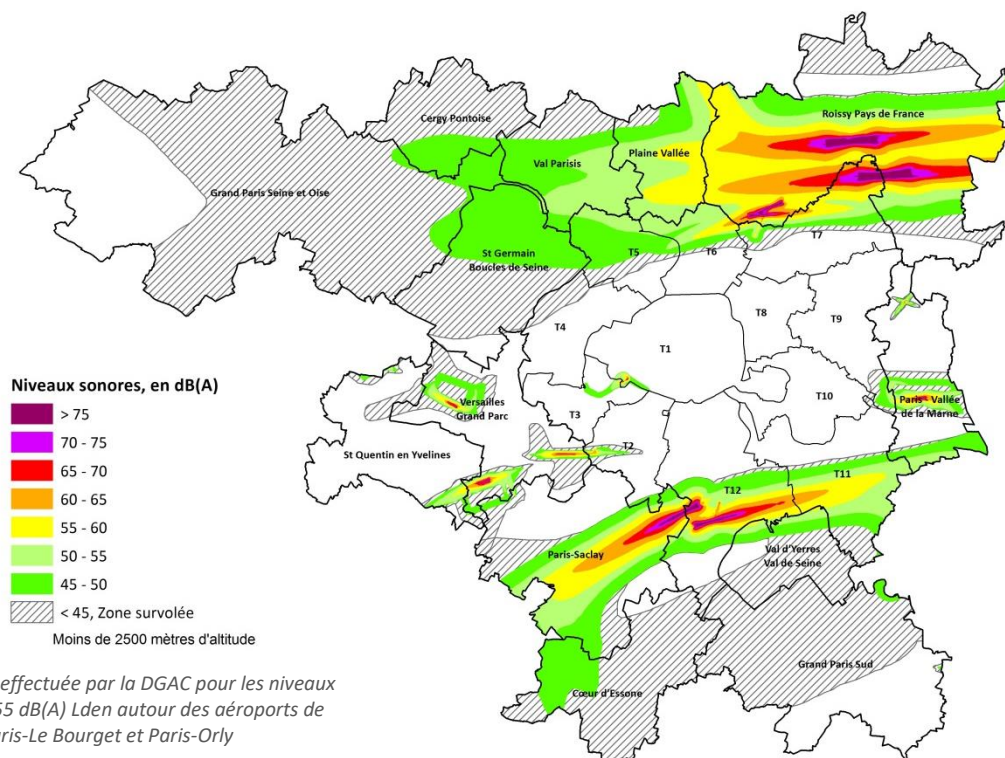 Roissy Pays de France
Cergy Pontoise
Val Parisis
Plaine Vallée
Grand Paris Seine et Oise
St Germain
Boucles de Seine
T5
T6
T7
T4
T8
T9
T1
T10
Niveaux sonores, en dB(A)
> 75
70 - 75
65 - 70
60 - 65
55 - 60
50 - 55
45 - 50
< 45, Zone survolée
Moins de 2500 mètres d'altitude
Versailles
Grand Parc
T3
T2
Paris - Vallée
de la Marne
St Quentin en Yvelines
T11
T12
Paris-Saclay
Val d'Yerres
Val de Seine
Grand Paris Sud
Cœur d'Essone
effectuée par la DGAC pour les niveaux
55 dB(A) Lden autour des aéroports de
ris-Le Bourget et Paris-Orly